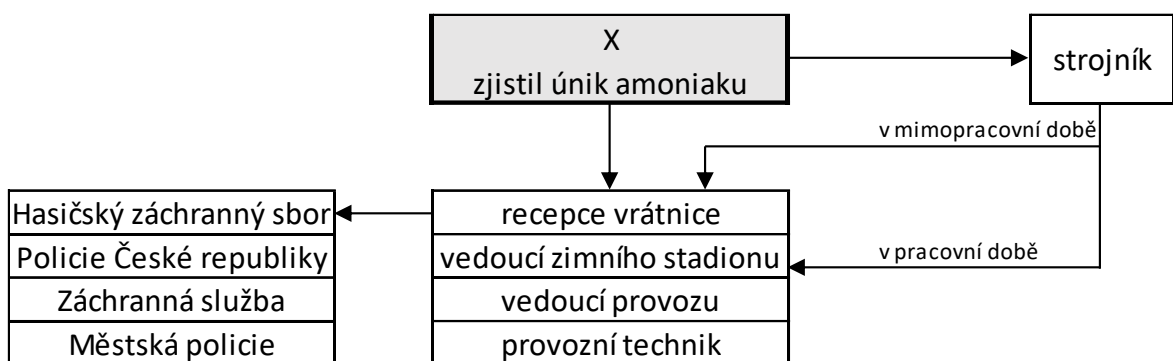 X
zjistil únik amoniaku
strojník
v mimopracovní době
Hasičský záchranný sbor
recepce vrátnice
Policie České republiky
vedoucí zimního stadionu
v pracovní době
Záchranná služba
vedoucí provozu
Městská policie
provozní technik